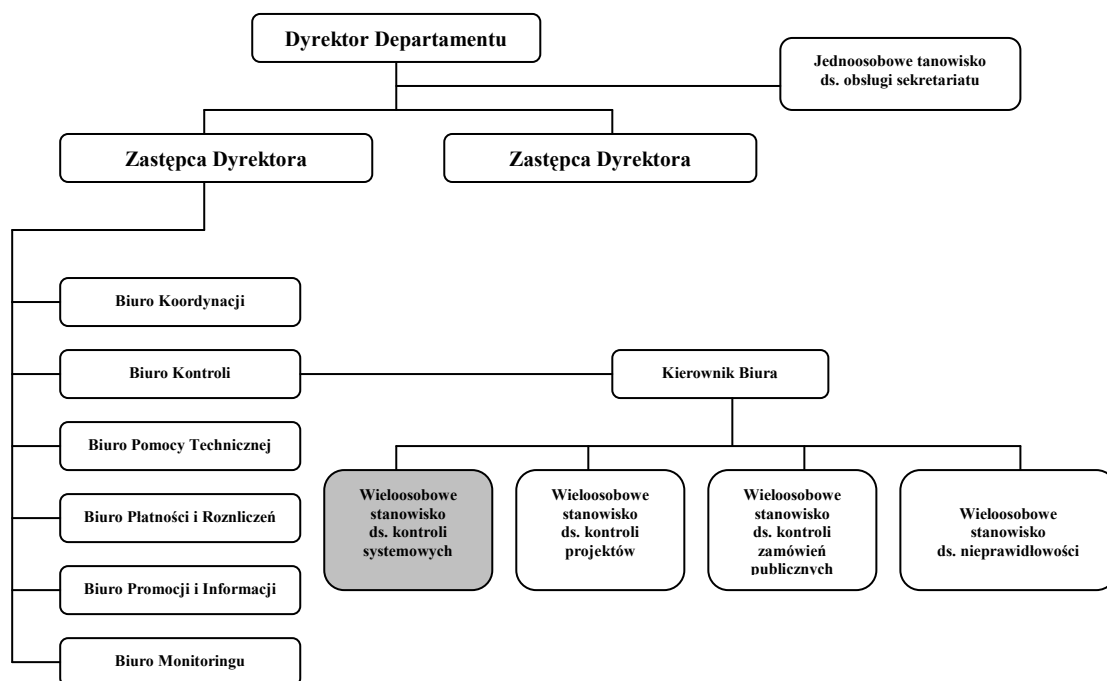 Dyrektor Departamentu
Jednoosobowe tanowisko
ds. obsługi sekretariatu
Zastępca Dyrektora
Zastępca Dyrektora
Biuro Koordynacji
Biuro Kontroli
Kierownik Biura
Biuro Pomocy Technicznej
Biuro Płatności i Roznliczeń
Biuro Promocji i Informacji
Biuro Monitoringu
Wieloosobowe
stanowisko
ds. kontroli
systemowych
Wieloosobowe
stanowisko
ds. kontroli
projektów
Wieloosobowe
stanowisko
ds. kontroli
zamówień
publicznych
Wieloosobowe
stanowisko
ds. nieprawidłowości